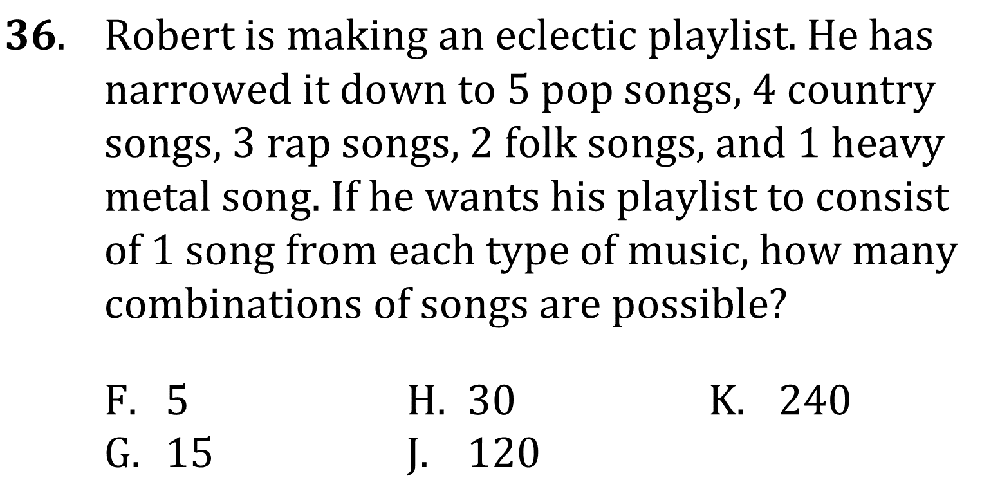 36. Robert is making an eclectic playlist. He has
narrowed it down to 5 pop songs, 4 country
songs, 3 rap songs, 2 folk songs, and 1 heavy
metal song. If he wants his playlist to consist
of 1 song from each type of music, how many
combinations of songs are possible?
F. 5 H. 30 K. 240
G. 15 J. 120